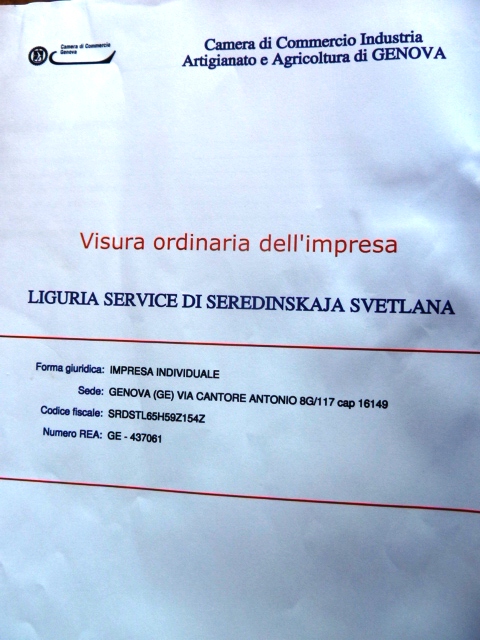 Camera di Commercio
Genova
Camera di Commercio Industria
Artigianato e Agricoltura di GENOVA
Visura ordinaria dell'impresa
LIGURIA SERVICE DI SEREDINSKAJA SVETLANA
Forma giuridica: IMPRESA INDIVIDUALE
Sede: GENOVA (GE) VIA CANTORE ANTONIO 8G/117 cap 16149
Codice fiscale: SRDSTL65H59Z154Z
Numero REA: GE - 437061